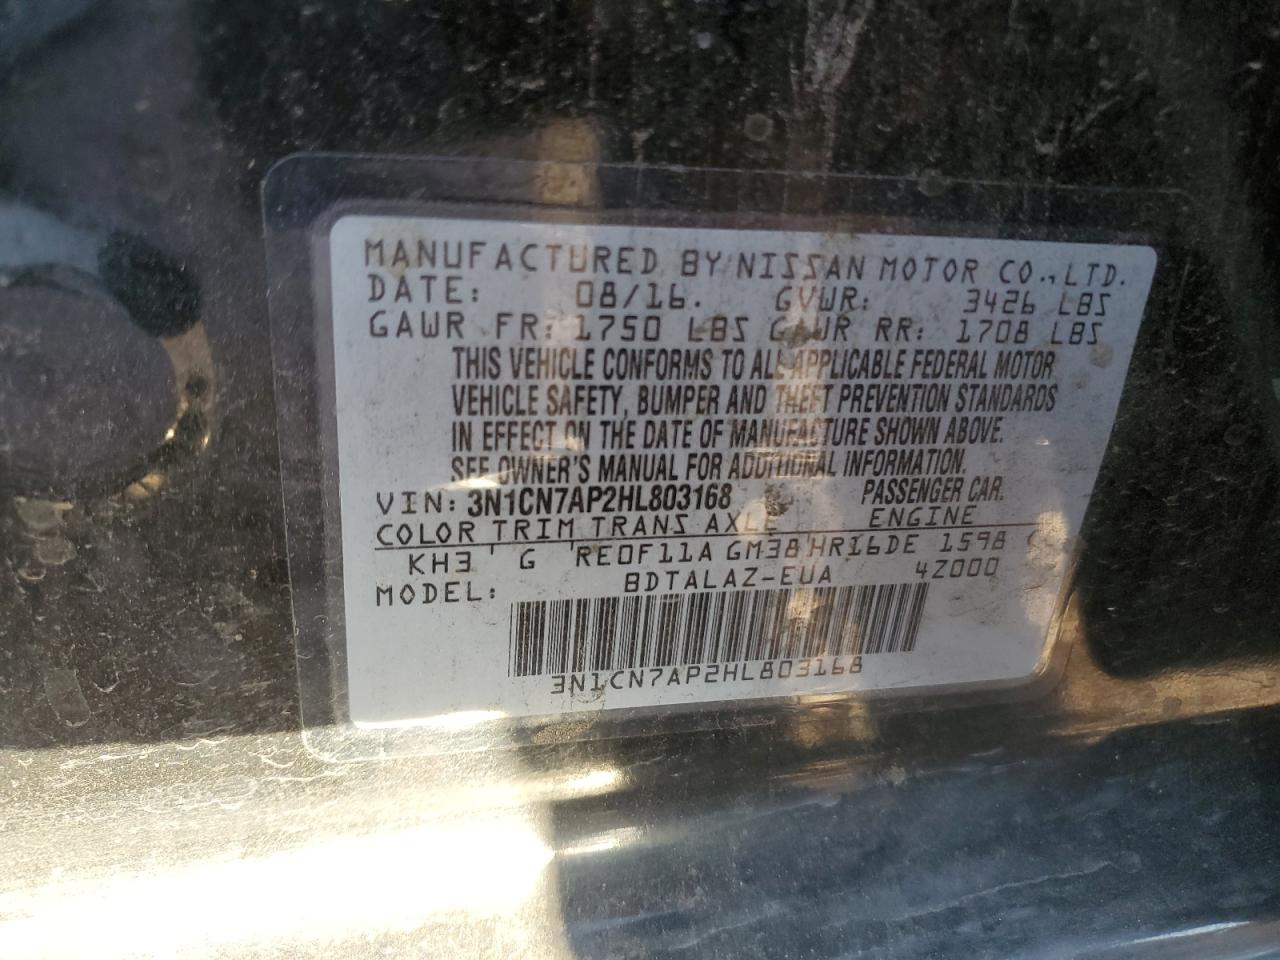 MANUFACTURED BY NISSAN MOTOR CO., LTD.
DATE: 08/16. GVWR: 3426 LBS
GAWR FR: 1750 LBS GAWR RR: 1708 LBS
THIS VEHICLE CONFORMS TO ALL APPLICABLE FEDERAL MOTOR
VEHICLE SAFETY, BUMPER AND THEFT PREVENTION STANDARDS
IN EFFECT ON THE DATE OF MANUFACTURE SHOWN ABOVE.
SEE OWNER'S MANUAL FOR ADDITIONAL INFORMATION.
VIN: 3N1CN7AP2HL803168 PASSENGER CAR.
COLOR TRIM TRANS AXLE ENGINE
KH3 G RE0F11A GM38 HR16DE 1598
MODEL: BDTALAZ-EUA 4Z000
3N1CN7AP2HL803168